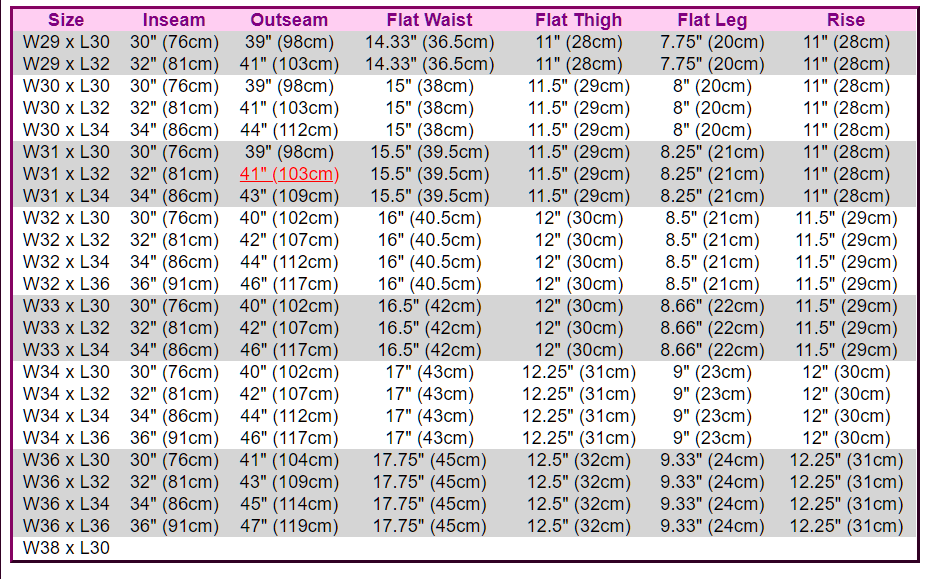 Size Inseam Outseam Flat Waist Flat Thigh Flat Leg Rise
W29 x L30 30" (76cm) 39" (98cm) 14.33" (36.5cm) 11" (28cm) 7.75" (20cm) 11" (28cm)
W29 x L32 32" (81cm) 41" (103cm) 14.33" (36.5cm) 11" (28cm) 7.75" (20cm) 11" (28cm)
W30 x L30 30" (76cm) 39" (98cm) 15" (38cm) 11.5" (29cm) 8" (20cm) 11" (28cm)
W30 x L32 32" (81cm) 41" (103cm) 15" (38cm) 11.5" (29cm) 8" (20cm) 11" (28cm)
W30 x L34 34" (86cm) 44" (112cm) 15" (38cm) 11.5" (29cm) 8" (20cm) 11" (28cm)
W31 x L30 30" (76cm) 39" (98cm) 15.5" (39.5cm) 11.5" (29cm) 8.25" (21cm) 11" (28cm)
W31 x L32 32" (81cm) 41" (103cm) 15.5" (39.5cm) 11.5" (29cm) 8.25" (21cm) 11" (28cm)
W31 x L34 34" (86cm) 43" (109cm) 15.5" (39.5cm) 11.5" (29cm) 8.25" (21cm) 11" (28cm)
W32 x L30 30" (76cm) 40" (102cm) 16" (40.5cm) 12" (30cm) 8.5" (21cm) 11.5" (29cm)
W32 x L32 32" (81cm) 42" (107cm) 16" (40.5cm) 12" (30cm) 8.5" (21cm) 11.5" (29cm)
W32 x L34 34" (86cm) 44" (112cm) 16" (40.5cm) 12" (30cm) 8.5" (21cm) 11.5" (29cm)
W32 x L36 36" (91cm) 46" (117cm) 16" (40.5cm) 12" (30cm) 8.5" (21cm) 11.5" (29cm)
W33 x L30 30" (76cm) 40" (102cm) 16.5" (42cm) 12" (30cm) 8.66" (22cm) 11.5" (29cm)
W33 x L32 32" (81cm) 42" (107cm) 16.5" (42cm) 12" (30cm) 8.66" (22cm) 11.5" (29cm)
W33 x L34 34" (86cm) 46" (117cm) 16.5" (42cm) 12" (30cm) 8.66" (22cm) 11.5" (29cm)
W34 x L30 30" (76cm) 40" (102cm) 17" (43cm) 12.25" (31cm) 9" (23cm) 12" (30cm)
W34 x L32 32" (81cm) 42" (107cm) 17" (43cm) 12.25" (31cm) 9" (23cm) 12" (30cm)
W34 x L34 34" (86cm) 44" (112cm) 17" (43cm) 12.25" (31cm) 9" (23cm) 12" (30cm)
W34 x L36 36" (91cm) 46" (117cm) 17" (43cm) 12.25" (31cm) 9" (23cm) 12" (30cm)
W36 x L30 30" (76cm) 41" (104cm) 17.75" (45cm) 12.5" (32cm) 9.33" (24cm) 12.25" (31cm)
W36 x L32 32" (81cm) 43" (109cm) 17.75" (45cm) 12.5" (32cm) 9.33" (24cm) 12.25" (31cm)
W36 x L34 34" (86cm) 45" (114cm) 17.75" (45cm) 12.5" (32cm) 9.33" (24cm) 12.25" (31cm)
W36 x L36 36" (91cm) 47" (119cm) 17.75" (45cm) 12.5" (32cm) 9.33" (24cm) 12.25" (31cm)
W38 x L30